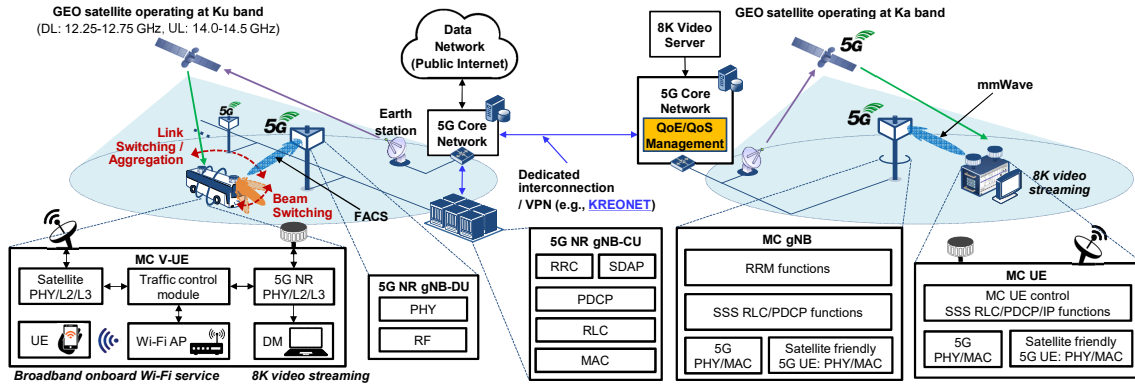 GEO satellite operating at Ku band
(DL: 12.25-12.75 GHz, UL: 14.0-14.5 GHz)
Data
Network
(Public Internet)
8K Video
Server
GEO satellite operating at Ka band
5G
5G
5G
Link
Switching /
Aggregation
Beam
Switching
FACS
Earth
station
5G Core
Network
Dedicated
interconnection
/ VPN (e.g., KREONET)
5G Core
Network
QoE/QoS
Management
5G
mmWave
8K video
streaming
MC V-UE
Satellite
PHY/L2/L3
Traffic control
module
5G NR
PHY/L2/L3
UE
Wi-Fi AP
DM
Broadband onboard Wi-Fi service
8K video streaming
5G NR gNB-DU
PHY
RF
5G NR gNB-CU
RRC
SDAP
PDCP
RLC
MAC
MC gNB
RRM functions
SSS RLC/PDCP functions
5G
PHY/MAC
Satellite friendly
5G UE: PHY/MAC
MC UE
MC UE control
SSS RLC/PDCP/IP functions
5G
PHY/MAC
Satellite friendly
5G UE: PHY/MAC